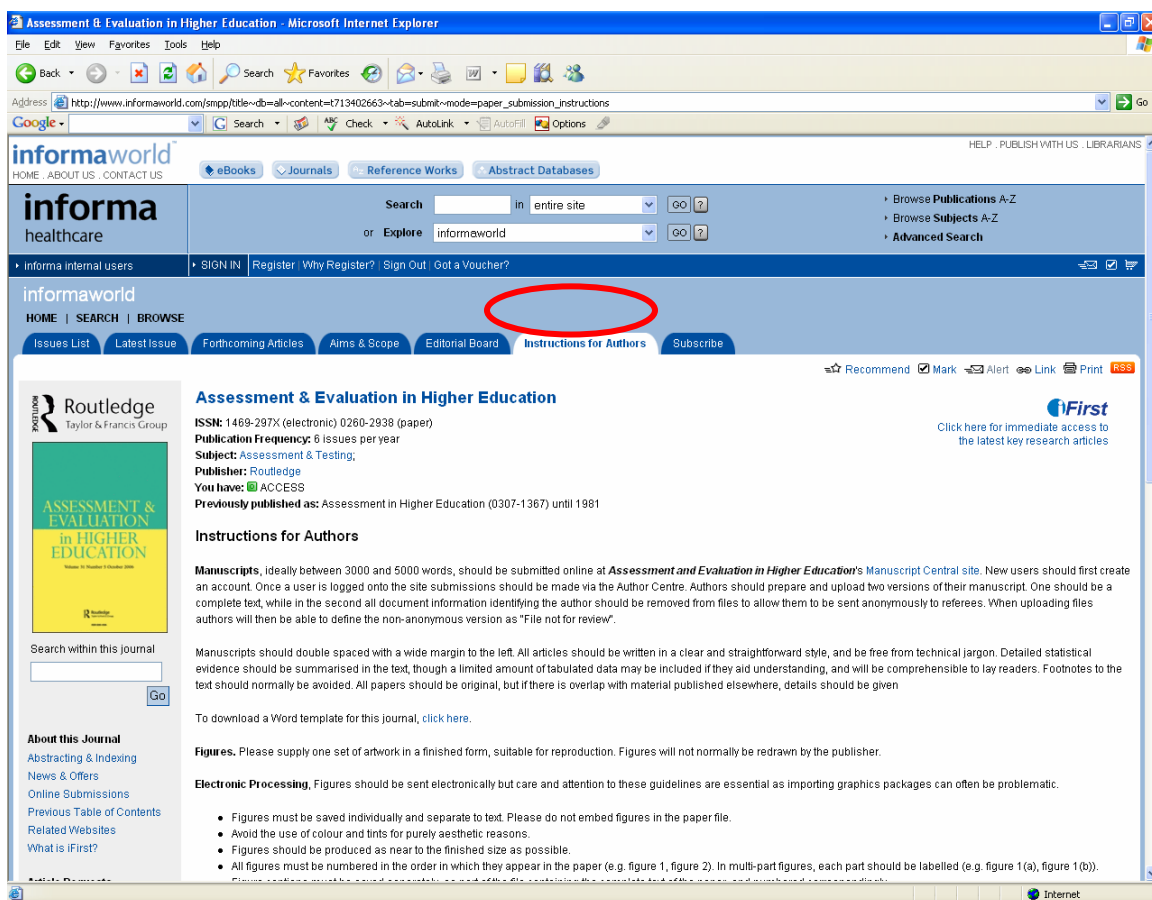 Assessment & Evaluation in Higher Education - Microsoft Internet Explorer
File Edit View Favorites Tools Help
Back Search Favorites
Address http://www.informaworld.com/smpp/title~db=all~content=t713402663~tab=submit~mode=paper_submission_instructions Go
Google Search Check AutoLink AutoFill Options
informaworld™
HELP . PUBLISH WITH US . LIBRARIANS
HOME . ABOUT US . CONTACT US
eBooks Journals Reference Works Abstract Databases
informa
healthcare
Search in entire site GO ?
or Explore informaworld GO ?
Browse Publications A-Z
Browse Subjects A-Z
Advanced Search
informa internal users SIGN IN Register | Why Register? | Sign Out | Got a Voucher?
informaworld
HOME | SEARCH | BROWSE
Issues List Latest Issue Forthcoming Articles Aims & Scope Editorial Board Instructions for Authors Subscribe
Recommend Mark Alert Link Print RSS
ROUTLEDGE
Routledge
Taylor & Francis Group
ASSESSMENT &
EVALUATION
in HIGHER
EDUCATION
Volume 31 Number 5 October 2006
Routledge
Search within this journal
Go
About this Journal
Abstracting & Indexing
News & Offers
Online Submissions
Previous Table of Contents
Related Websites
What is iFirst?
Assessment & Evaluation in Higher Education
ISSN: 1469-297X (electronic) 0260-2938 (paper)
Publication Frequency: 6 issues per year
Subject: Assessment & Testing;
Publisher: Routledge
You have: ACCESS
Previously published as: Assessment in Higher Education (0307-1367) until 1981
iFirst
Click here for immediate access to
the latest key research articles
Instructions for Authors
Manuscripts, ideally between 3000 and 5000 words, should be submitted online at Assessment and Evaluation in Higher Education's Manuscript Central site. New users should first create
an account. Once a user is logged onto the site submissions should be made via the Author Centre. Authors should prepare and upload two versions of their manuscript. One should be a
complete text, while in the second all document information identifying the author should be removed from files to allow them to be sent anonymously to referees. When uploading files
authors will then be able to define the non-anonymous version as "File not for review".
Manuscripts should double spaced with a wide margin to the left. All articles should be written in a clear and straightforward style, and be free from technical jargon. Detailed statistical
evidence should be summarised in the text, though a limited amount of tabulated data may be included if they aid understanding, and will be comprehensible to lay readers. Footnotes to the
text should normally be avoided. All papers should be original, but if there is overlap with material published elsewhere, details should be given
To download a Word template for this journal, click here.
Figures. Please supply one set of artwork in a finished form, suitable for reproduction. Figures will not normally be redrawn by the publisher.
Electronic Processing, Figures should be sent electronically but care and attention to these guidelines are essential as importing graphics packages can often be problematic.
Figures must be saved individually and separate to text. Please do not embed figures in the paper file.
Avoid the use of colour and tints for purely aesthetic reasons.
Figures should be produced as near to the finished size as possible.
All figures must be numbered in the order in which they appear in the paper (e.g. figure 1, figure 2). In multi-part figures, each part should be labelled (e.g. figure 1(a), figure 1(b)).
Internet